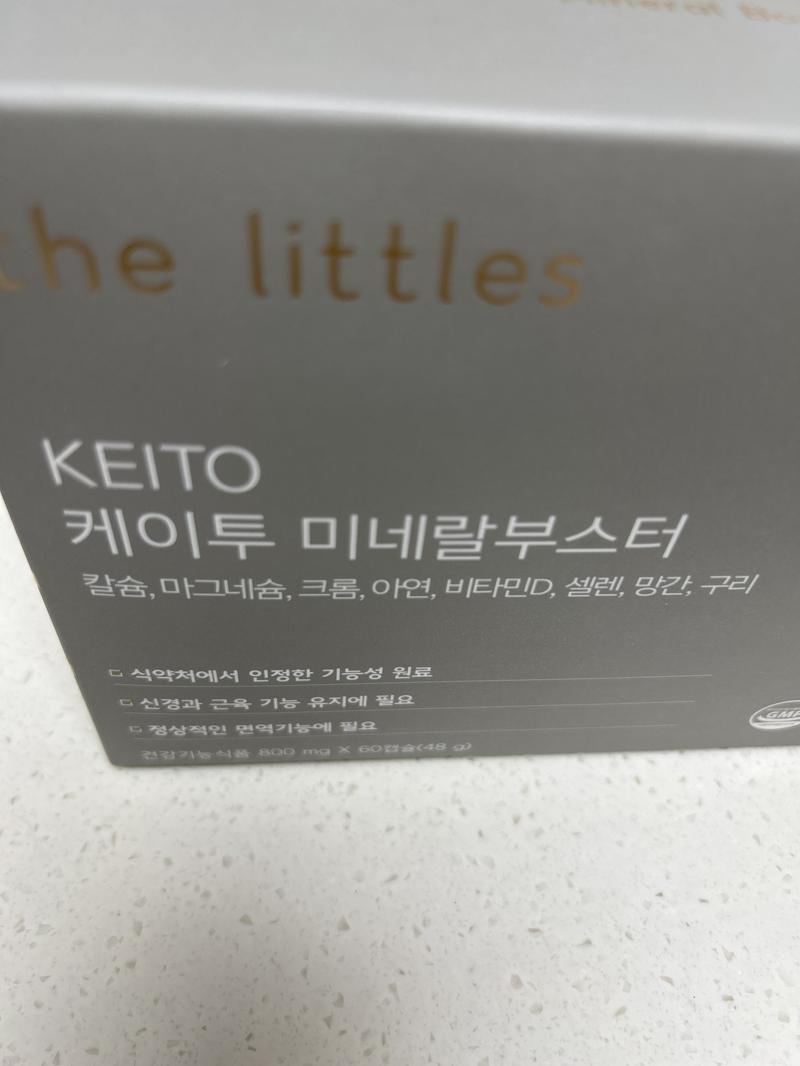 Mineral
the littles
KEITO
케이투 미네랄부스터
칼슘, 마그네슘, 크롬, 아연, 비타민D, 셀렌, 망간, 구리
식약처에서 인정한 기능성 원료
신경과 근육 기능 유지에 필요
정상적인 면역기능에 필요
건강기능식품 800 mg X 60캡슐(48 g)
GMP